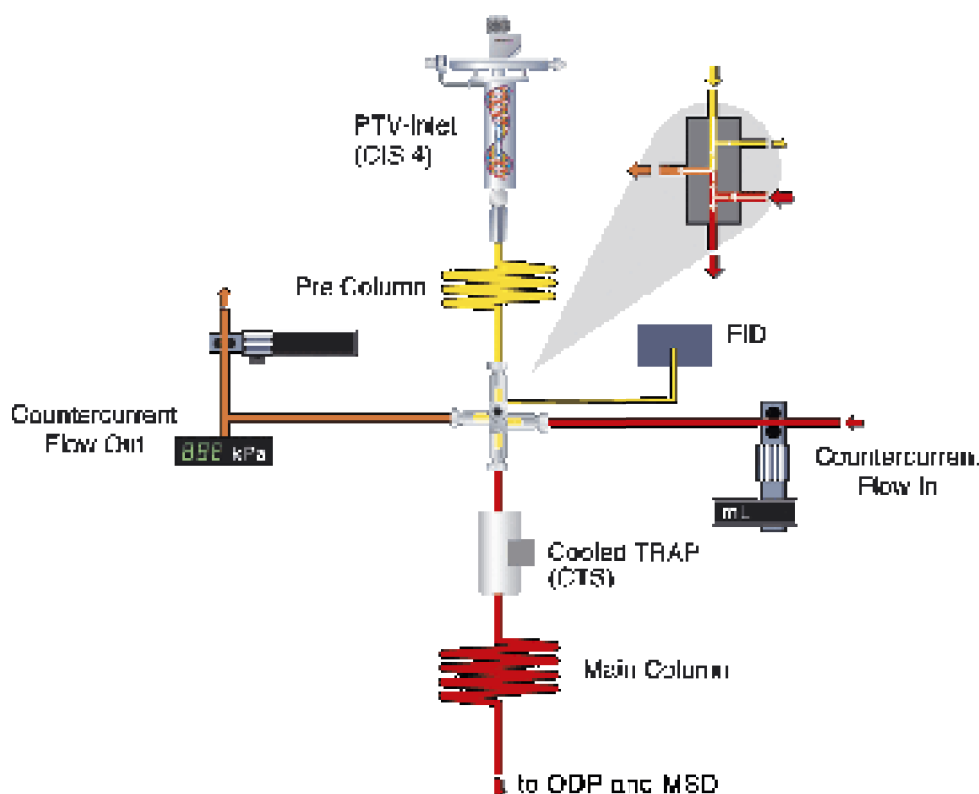 PTV-Inlet
(CIS 4)
Pre Column
FID
Countercurrent
Flow Out
kPa
Countercurrent
Flow In
mL
Cooled TRAP
(CTS)
Main Column
to ODP and MSD